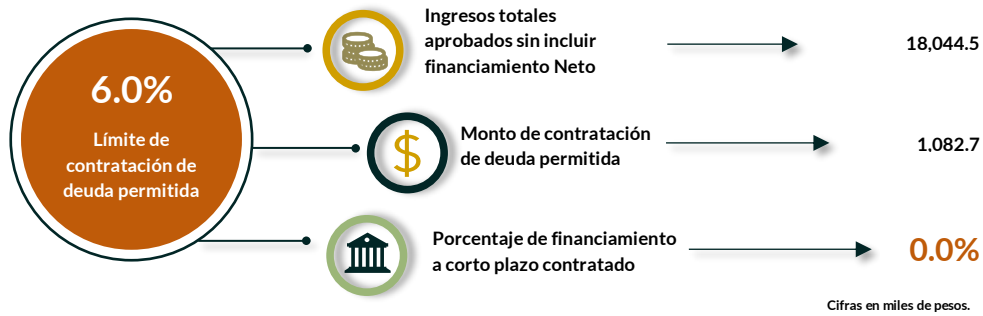 6.0%
Límite de
contratación de
deuda permitida
Ingresos totales
aprobados sin incluir
financiamiento Neto
18,044.5
$
Monto de contratación
de deuda permitida
1,082.7
Porcentaje de financiamiento
a corto plazo contratado
0.0%
Cifras en miles de pesos.